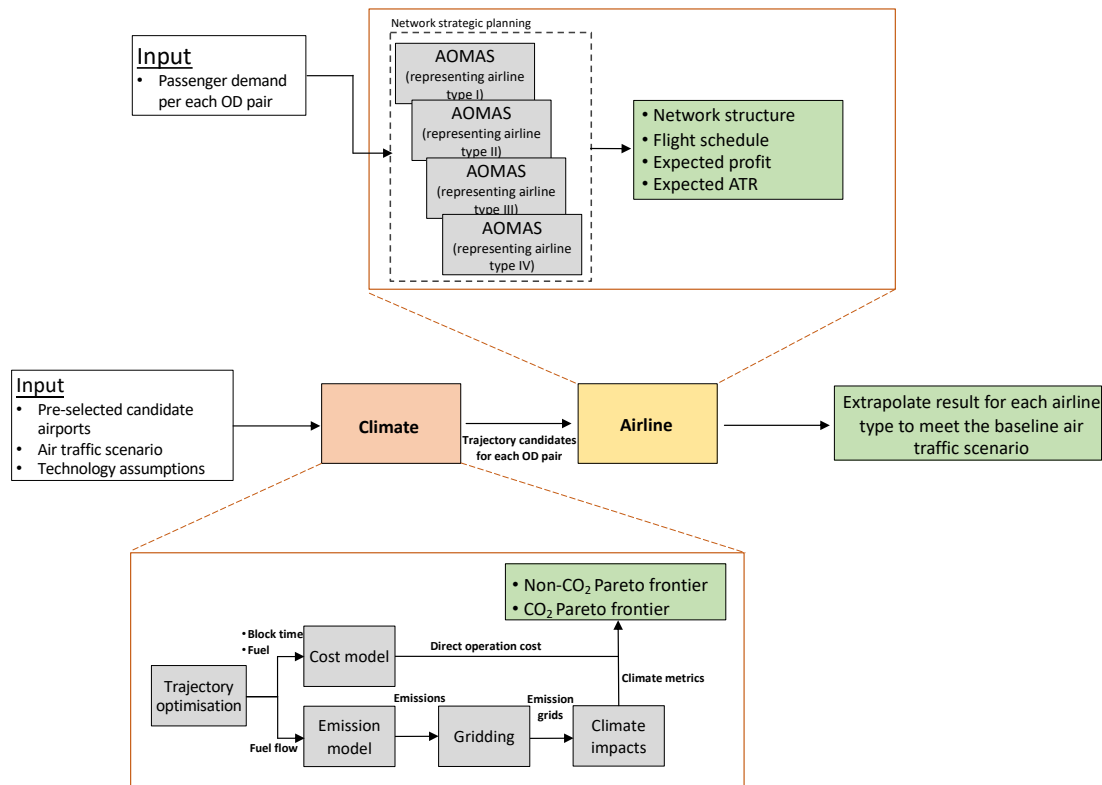 Network strategic planning
Input
• Passenger demand
per each OD pair
AOMAS
(representing airline
type I)
AOMAS
(representing airline
type II)
AOMAS
(representing airline
type III)
AOMAS
(representing airline
type IV)
• Network structure
• Flight schedule
• Expected profit
• Expected ATR
Input
• Pre-selected candidate
airports
• Air traffic scenario
• Technology assumptions
Climate
Trajectory candidates
for each OD pair
Airline
Extrapolate result for each airline
type to meet the baseline air
traffic scenario
• Non-CO₂ Pareto frontier
• CO₂ Pareto frontier
• Block time
• Fuel
Cost model
Direct operation cost
Climate metrics
Trajectory
optimisation
Fuel flow
Emission
model
Emissions
Gridding
Emission
grids
Climate
impacts